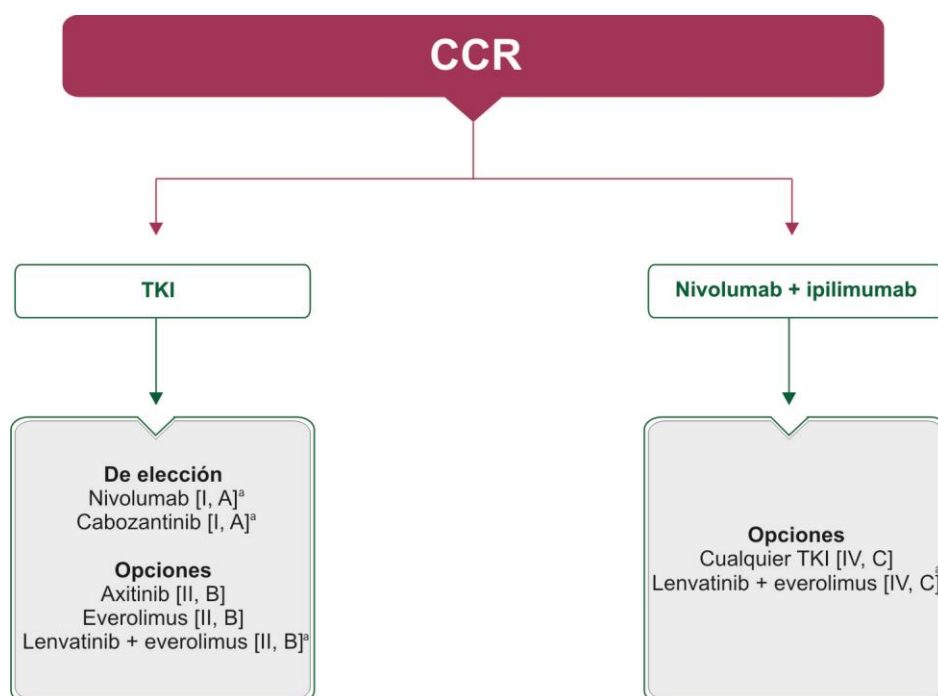 CCR
TKI
Nivolumab + ipilimumab
De elección
Nivolumab [I, A]ª
Cabozantinib [I, A]ª
Opciones
Axitinib [II, B]
Everolimus [II, B]
Lenvatinib + everolimus [II, B]ª
Opciones
Cualquier TKI [IV, C]
Lenvatinib + everolimus [IV, C]ª